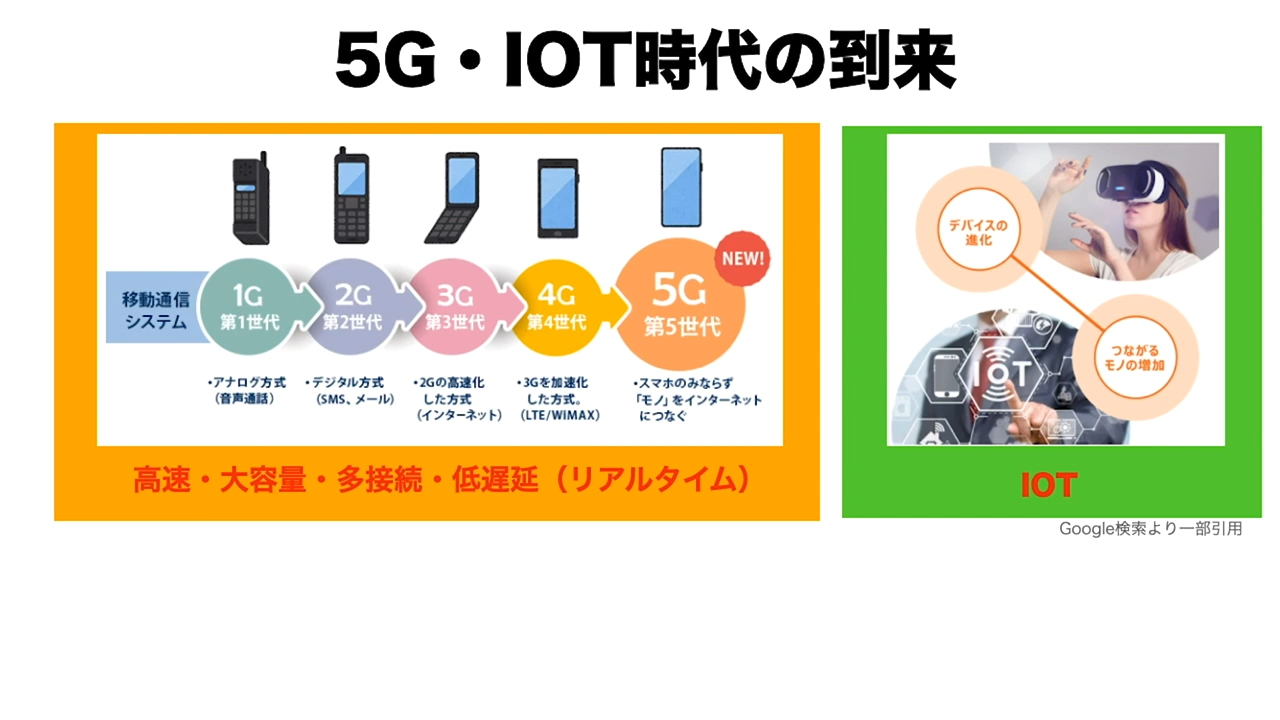 5G・IOT時代の到来
移動通信
システム
1G
第1世代
2G
第2世代
3G
第3世代
4G
第4世代
5G
第5世代
NEW!
・アナログ方式
（音声通話）
・デジタル方式
（SMS、メール）
・2Gの高速化
した方式
（インターネット）
・3Gを加速化
した方式。
（LTE/WiMAX）
・スマホのみならず
「モノ」をインターネット
につなぐ
高速・大容量・多接続・低遅延（リアルタイム）
デバイスの
進化
つながる
モノの増加
IOT
IOT
Google検索より一部引用